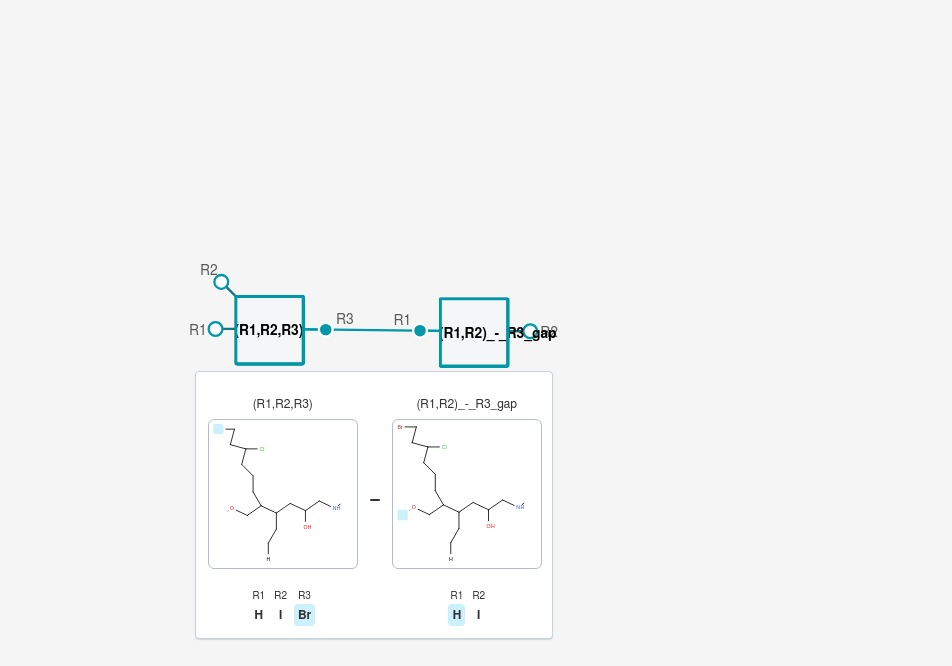 R2
R1 (R1,R2,R3) R3 R1 (R1,R2)_-_R3_gap R2
(R1,R2,R3) (R1,R2)_-_R3_gap
Br
Cl Cl
O O
NH NH
OH OH
H H
–
R1 R2 R3 R1 R2
H I Br H I